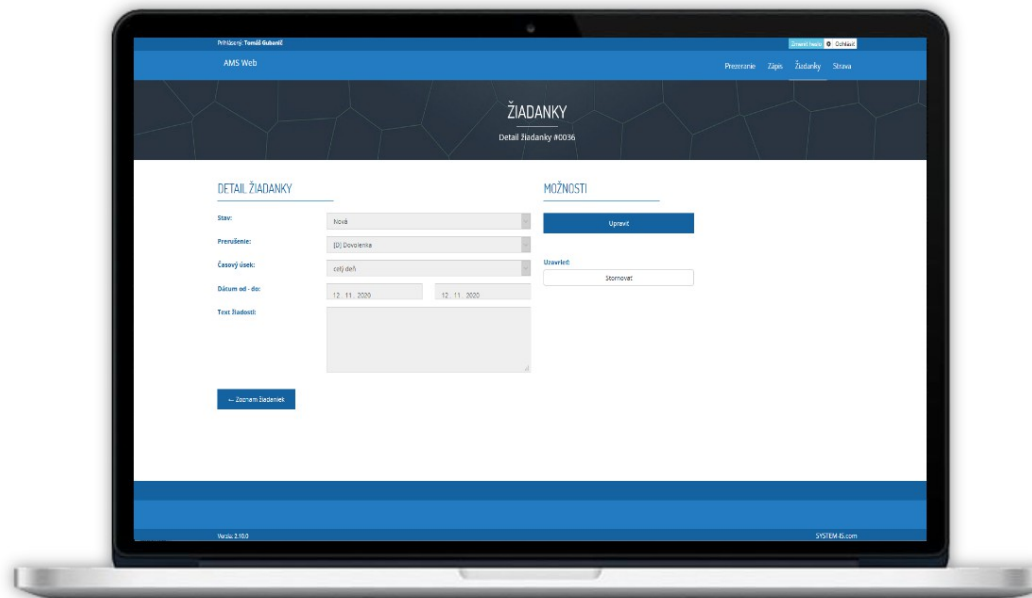 Prihlásený: Tomáš Gubantič
Zmeniť heslo Odhlásiť
AMS Web
Prezeranie Zápis Žiadanky Strava
ŽIADANKY
Detail žiadanky #0036
DETAIL ŽIADANKY
MOŽNOSTI
Stav:
Nová
Upraviť
Prerušenie:
[D] Dovolenka
Časový úsek:
celý deň
Uzavrieť:
Stornovať
Dátum od - do:
12. 11. 2020
12. 11. 2020
Text žiadosti:
← Zoznam žiadaniek
Verzia: 2.10.0
SYSTEM-IS.com